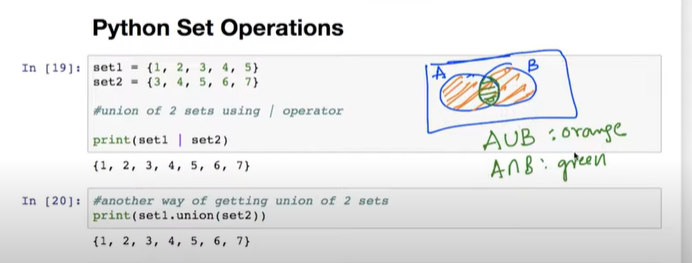 Python Set Operations
In [19]: set1 = {1, 2, 3, 4, 5}
set2 = {3, 4, 5, 6, 7}
#union of 2 sets using | operator
print(set1 | set2)
{1, 2, 3, 4, 5, 6, 7}
A B
AUB : orange
A∩B : green
In [20]: #another way of getting union of 2 sets
print(set1.union(set2))
{1, 2, 3, 4, 5, 6, 7}